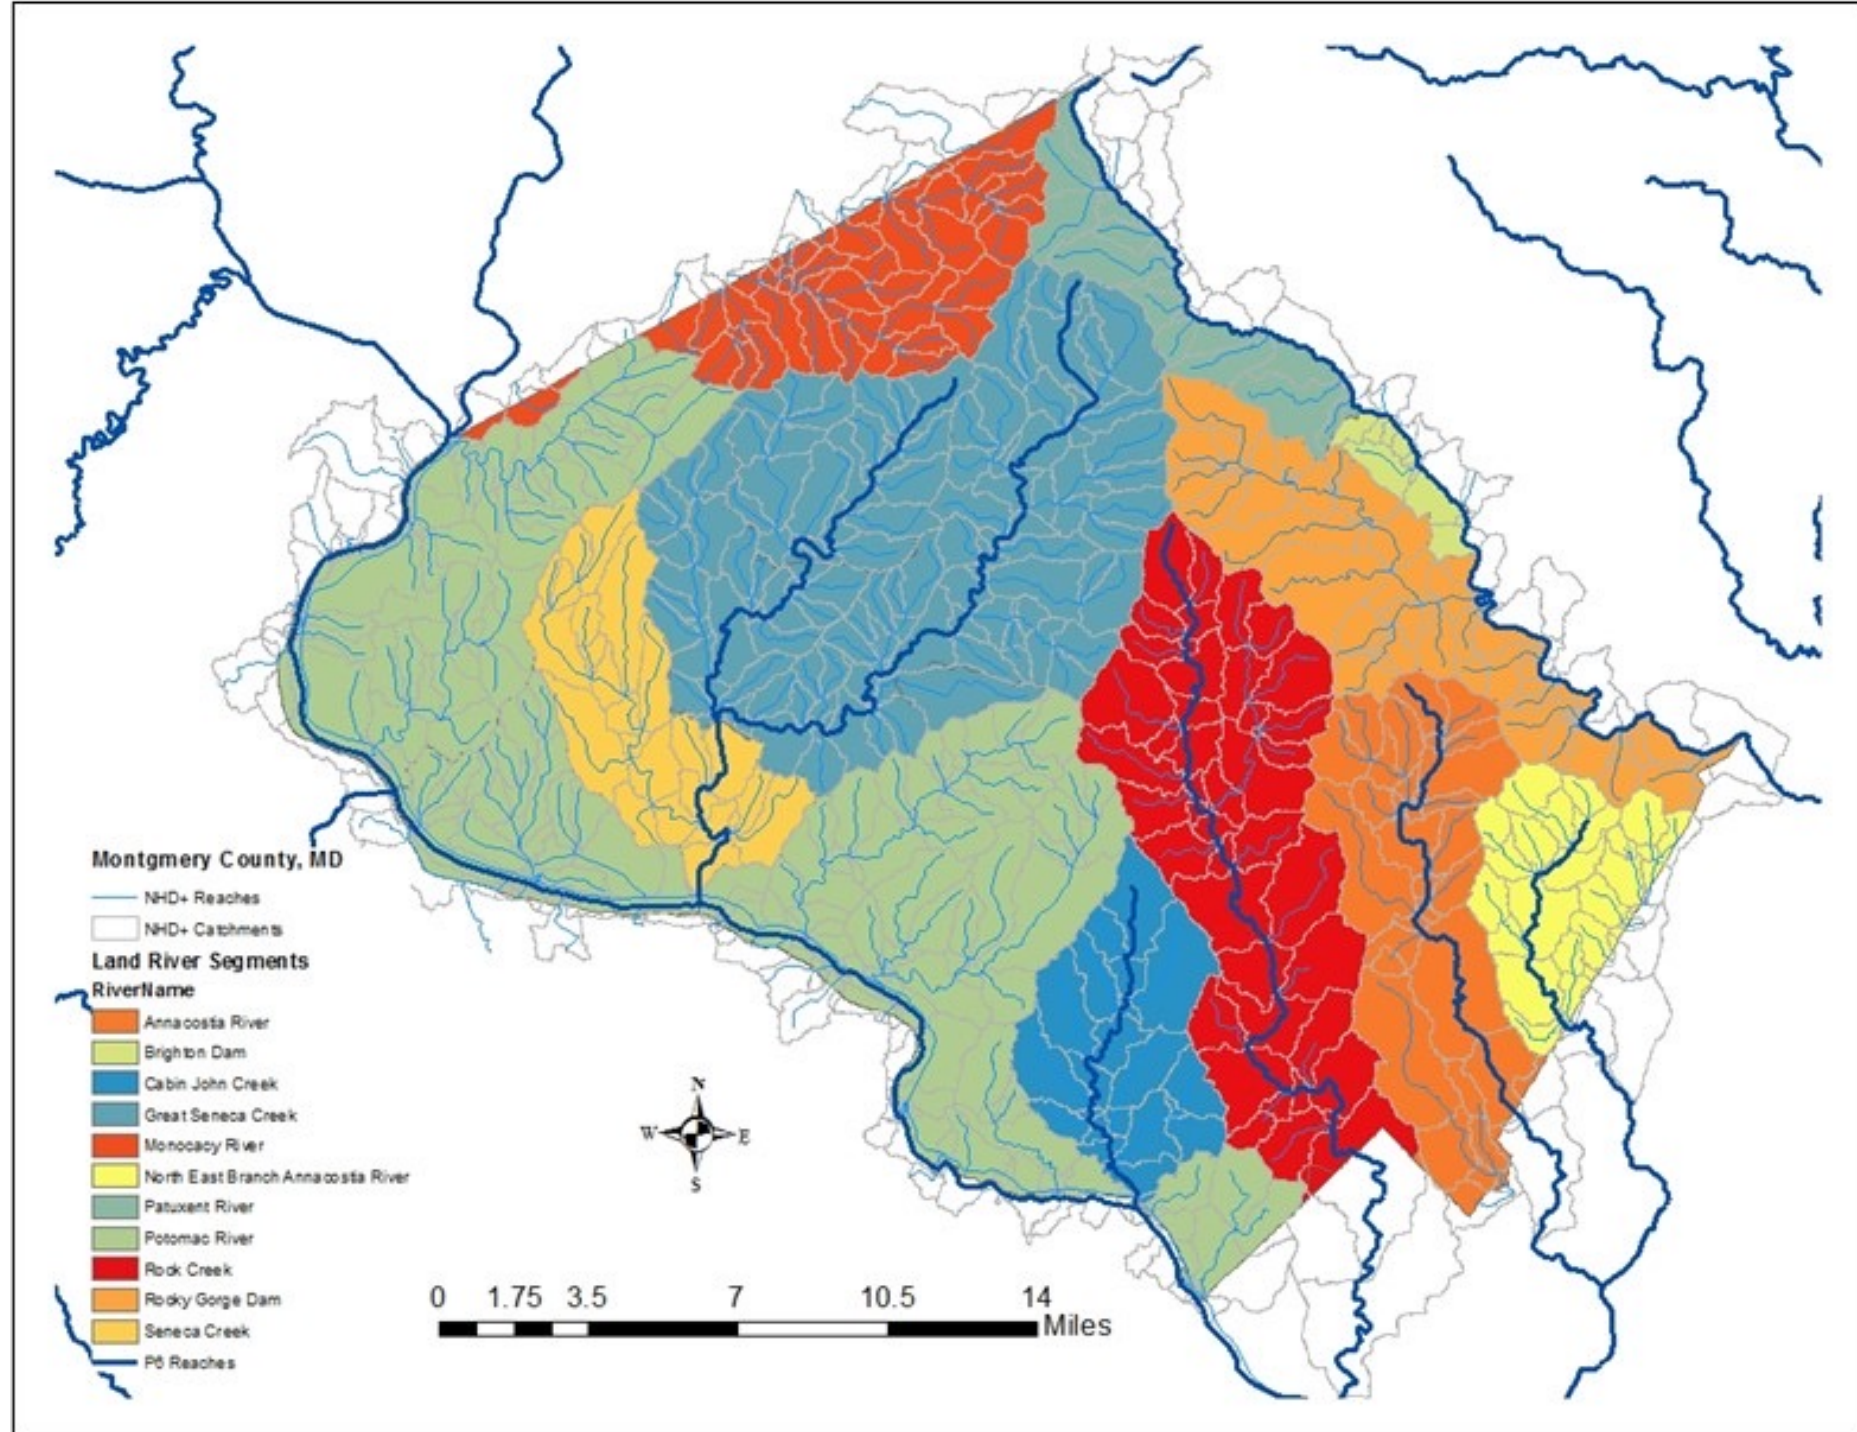 Montgmery County, MD
NHD+ Reaches
NHD+ Catchments
Land River Segments
RiverName
Annacostia River
Brighton Dam
Cabin John Creek
Great Seneca Creek
Monocacy River
North East Branch Annacostia River
Patuxent River
Potomac River
Rock Creek
Rocky Gorge Dam
Seneca Creek
P6 Reaches
N
W E
S
0 1.75 3.5 7 10.5 14
Miles